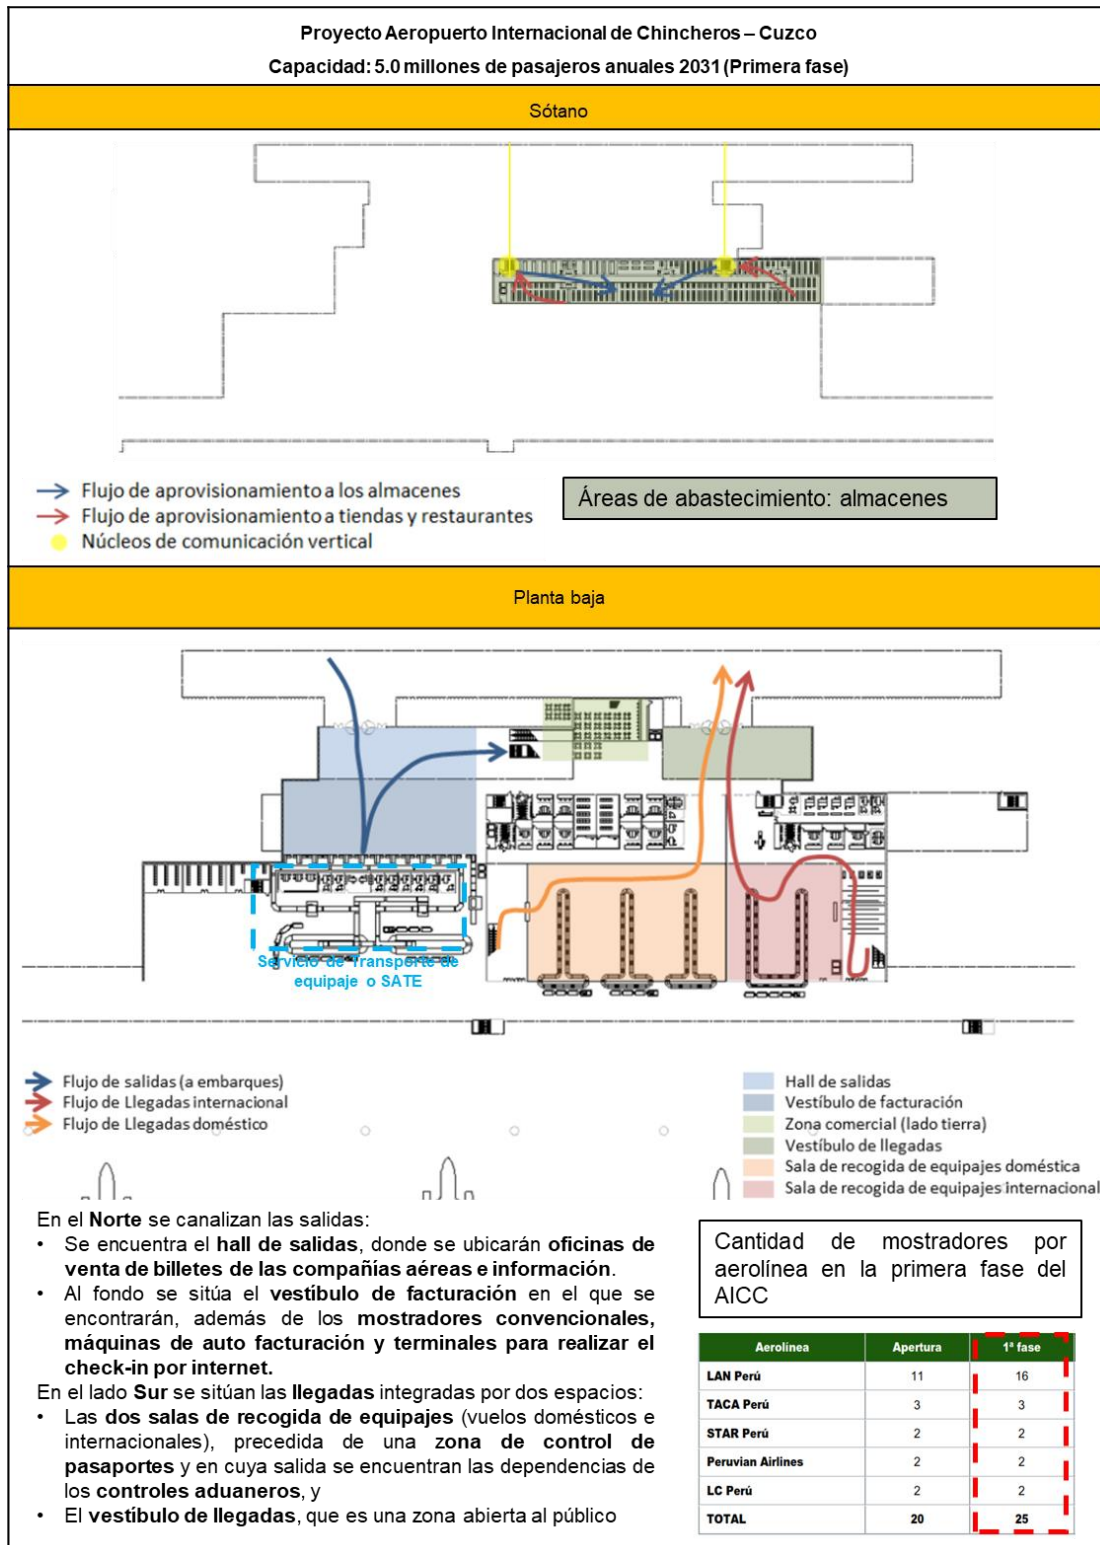 Proyecto Aeropuerto Internacional de Chincheros – Cuzco
Capacidad: 5.0 millones de pasajeros anuales 2031 (Primera fase)
Sótano
Flujo de aprovisionamiento a los almacenes
Flujo de aprovisionamiento a tiendas y restaurantes
Núcleos de comunicación vertical
Áreas de abastecimiento: almacenes
Planta baja
Servicio de Transporte de
equipaje o SATE
Flujo de salidas (a embarques)
Flujo de Llegadas internacional
Flujo de Llegadas doméstico
Hall de salidas
Vestíbulo de facturación
Zona comercial (lado tierra)
Vestíbulo de llegadas
Sala de recogida de equipajes doméstica
Sala de recogida de equipajes internacional
En el Norte se canalizan las salidas:
• Se encuentra el hall de salidas, donde se ubicarán oficinas de
venta de billetes de las compañías aéreas e información.
• Al fondo se sitúa el vestíbulo de facturación en el que se
encontrarán, además de los mostradores convencionales,
máquinas de auto facturación y terminales para realizar el
check-in por internet.
En el lado Sur se sitúan las llegadas integradas por dos espacios:
• Las dos salas de recogida de equipajes (vuelos domésticos e
internacionales), precedida de una zona de control de
pasaportes y en cuya salida se encuentran las dependencias de
los controles aduaneros, y
• El vestíbulo de llegadas, que es una zona abierta al público
Cantidad de mostradores por
aerolínea en la primera fase del
AICC
Aerolínea Apertura 1ª fase
LAN Perú 11 16
TACA Perú 3 3
STAR Perú 2 2
Peruvian Airlines 2 2
LC Perú 2 2
TOTAL 20 25